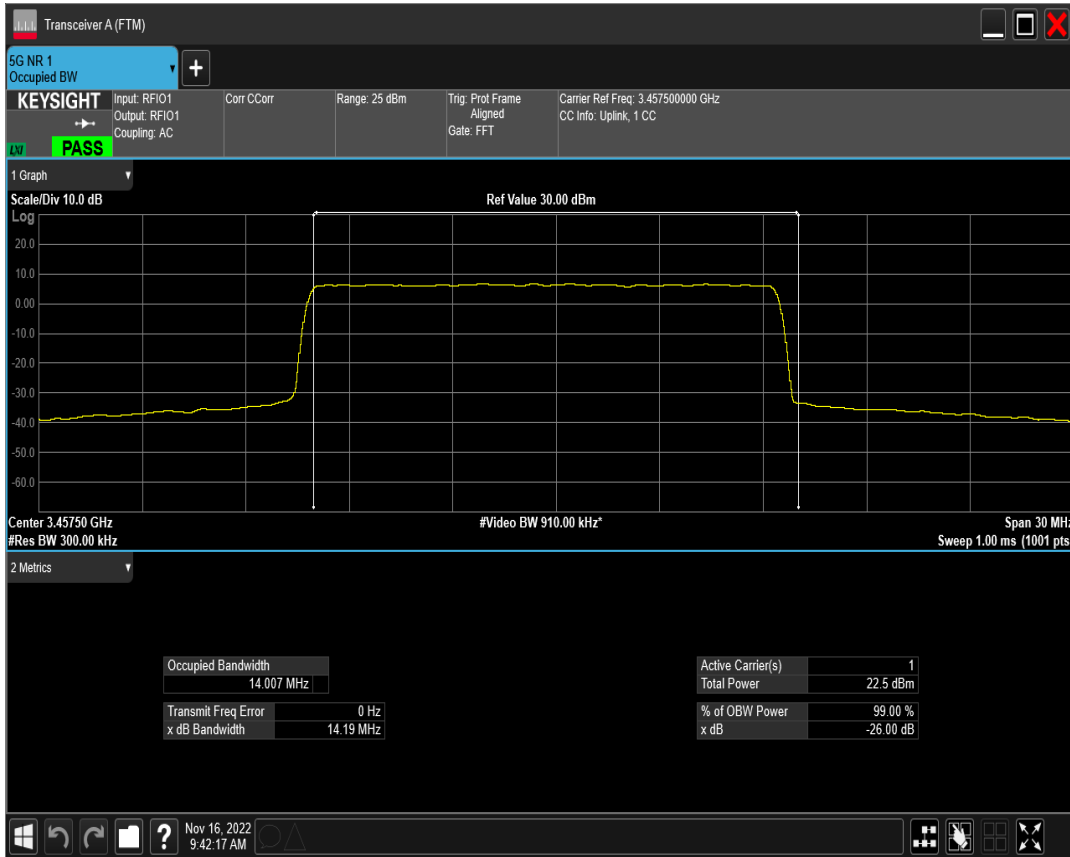 Transceiver A (FTM)
5G NR 1
Occupied BW
+
KEYSIGHT
LXI
PASS
Input: RFIO1
Output: RFIO1
Coupling: AC
Corr CCorr
Range: 25 dBm
Trig: Prot Frame
Aligned
Gate: FFT
Carrier Ref Freq: 3.457500000 GHz
CC Info: Uplink, 1 CC
1 Graph
Scale/Div 10.0 dB
Ref Value 30.00 dBm
Log
20.0
10.0
0.00
-10.0
-20.0
-30.0
-40.0
-50.0
-60.0
Center 3.45750 GHz
#Video BW 910.00 kHz*
Span 30 MHz
#Res BW 300.00 kHz
Sweep 1.00 ms (1001 pts
2 Metrics
Occupied Bandwidth
14.007 MHz
Transmit Freq Error 0 Hz
x dB Bandwidth 14.19 MHz
Active Carrier(s) 1
Total Power 22.5 dBm
% of OBW Power 99.00 %
x dB -26.00 dB
?
Nov 16, 2022
9:42:17 AM